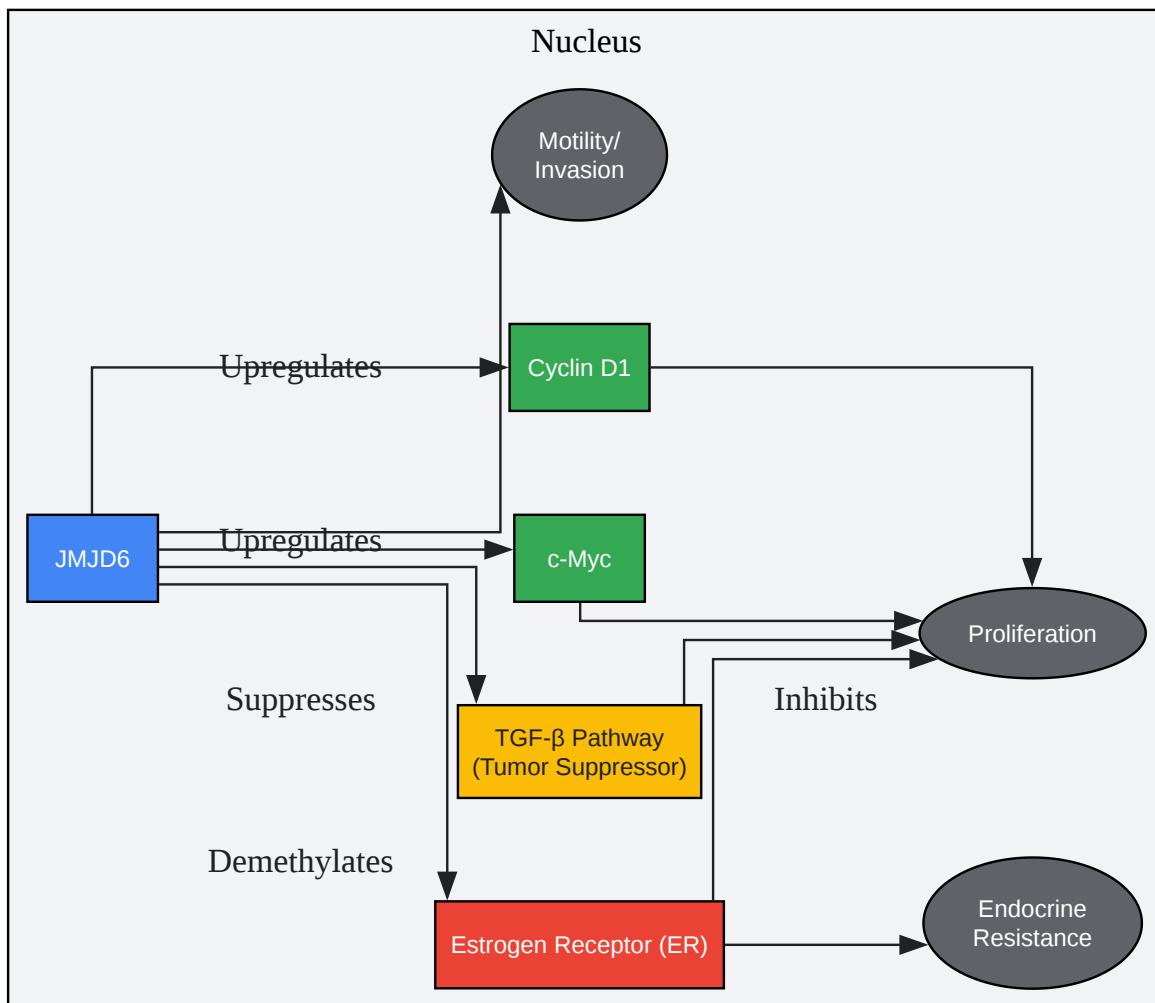 Nucleus
Motility/
Invasion
Upregulates
Cyclin D1
JMJD6
Upregulates
c-Myc
Proliferation
Suppresses
Inhibits
TGF-β Pathway
(Tumor Suppressor)
Demethylates
Estrogen Receptor (ER)
Endocrine
Resistance